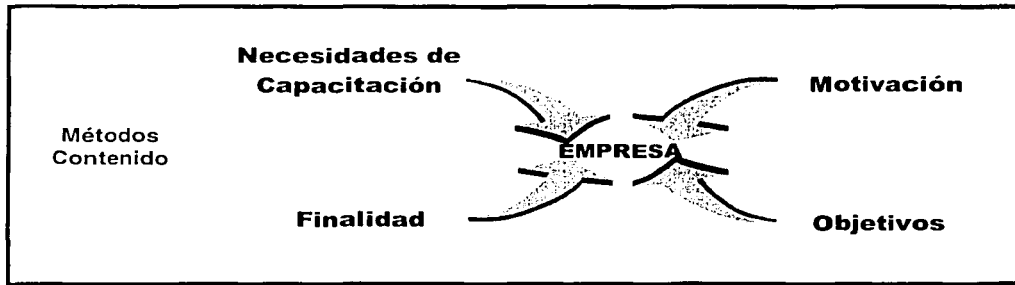 Necesidades de
Capacitación
Motivación
Métodos
Contenido
EMPRESA
Finalidad
Objetivos